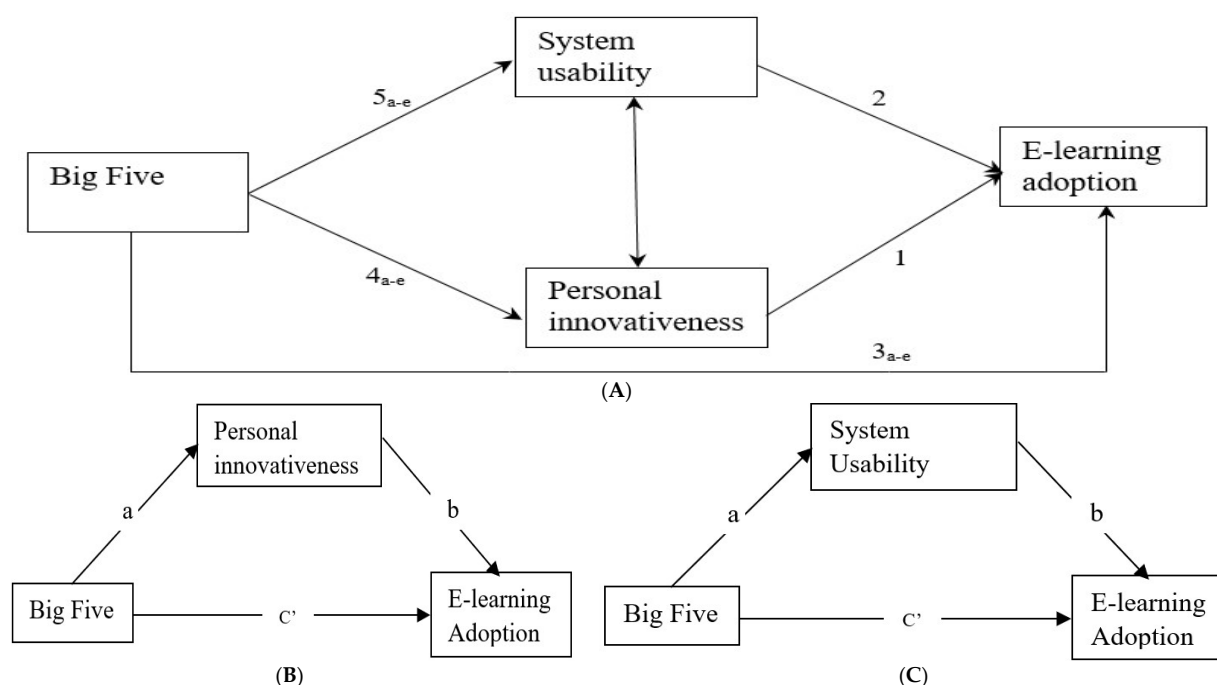 System
usability
5a-e
2
Big Five
E-learning
adoption
4a-e
1
Personal
innovativeness
3a-e
(A)
Personal
innovativeness
a
b
Big Five
C’
E-learning
Adoption
(B)
System
Usability
a
b
Big Five
C’
E-learning
Adoption
(C)